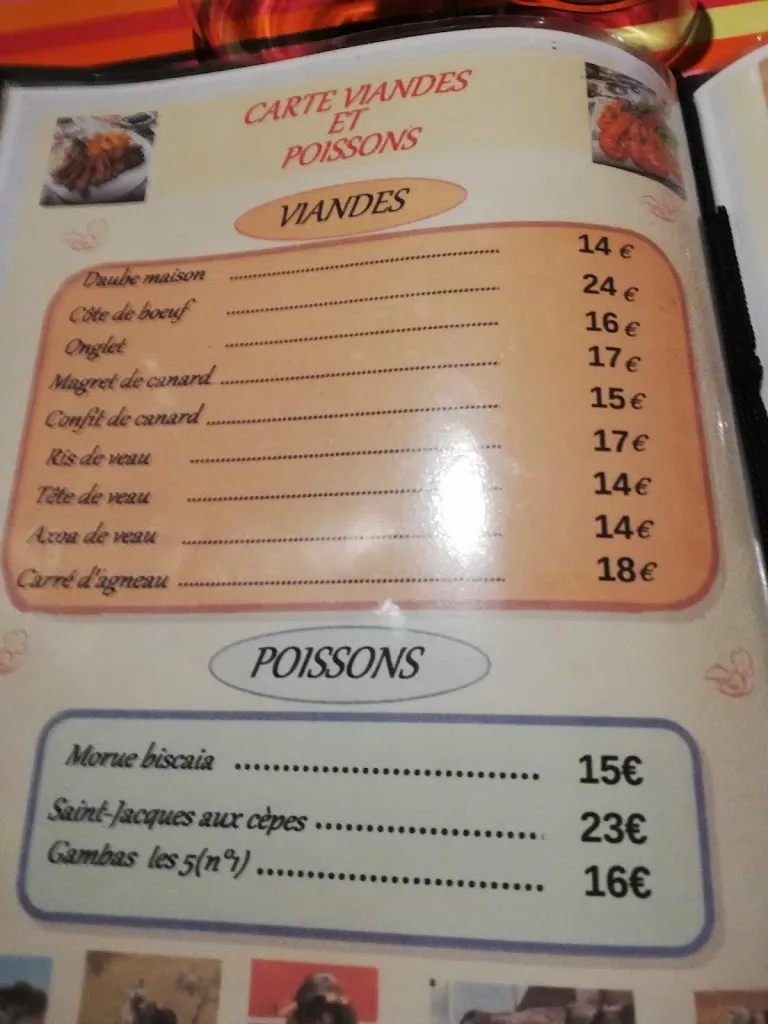 CARTE VIANDES
ET
POISSONS
VIANDES
Daube maison ........ 14 €
Côte de boeuf ........ 24 €
Onglet ........ 16 €
Magret de canard ........ 17 €
Confit de canard ........ 15 €
Ris de veau ........ 17 €
Tête de veau ........ 14 €
Axoa de veau ........ 14 €
Carré d'agneau ........ 18 €
POISSONS
Morue biscaia ........ 15€
Saint-Jacques aux cèpes ........ 23€
Gambas les 5(n°1) ........ 16€